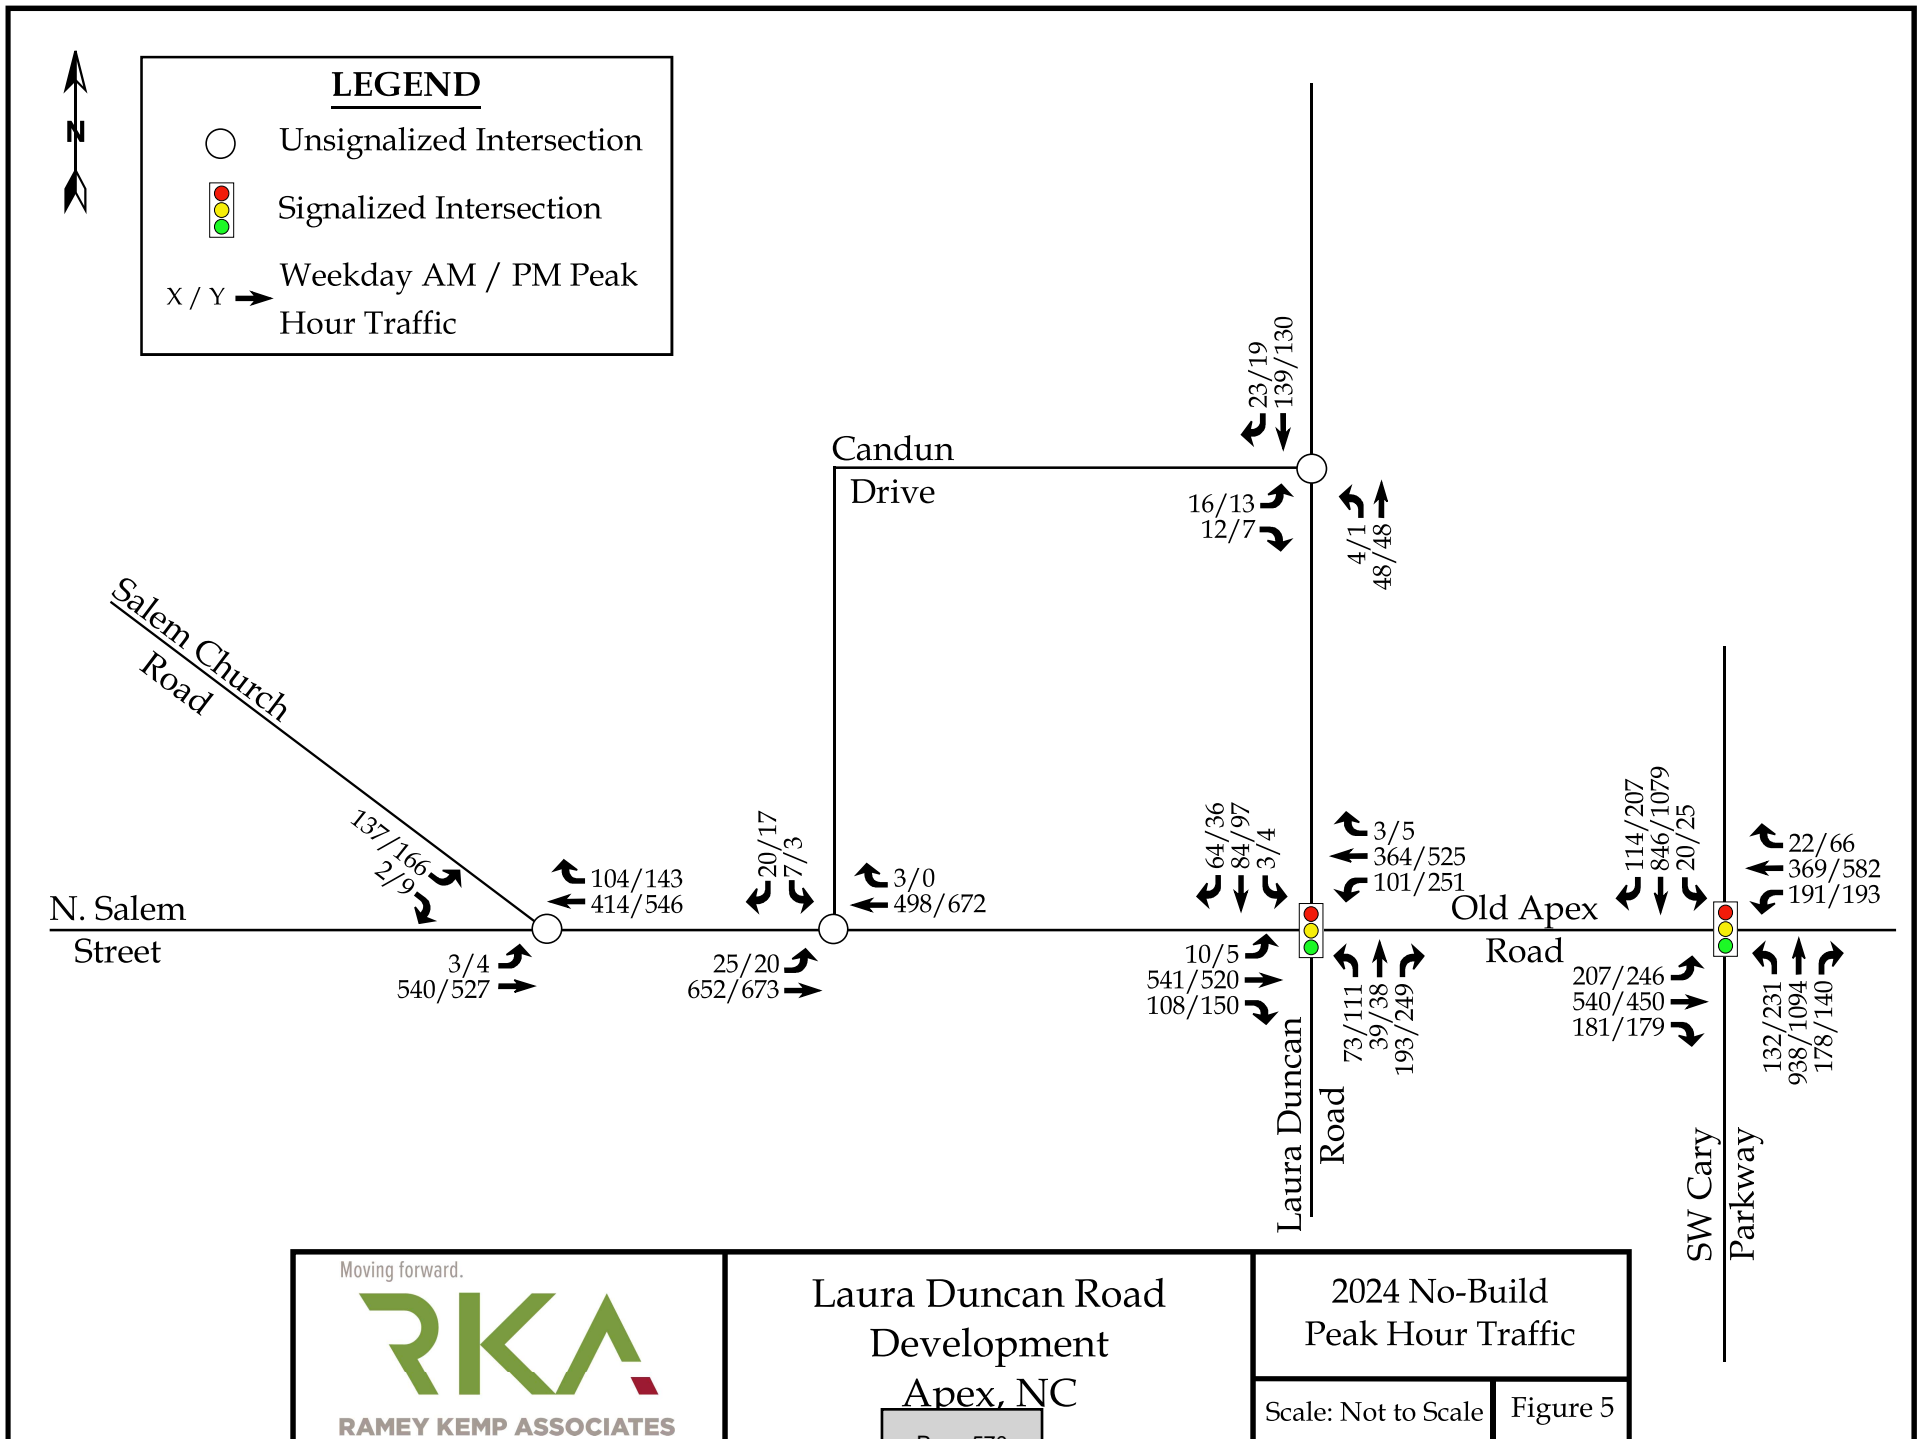 N
LEGEND
Unsignalized Intersection
Signalized Intersection
X / Y
Weekday AM / PM Peak
Hour Traffic
23/19
139/130
Candun
Drive
16/13
12/7
4/1
48/48
Salem Church
Road
137/166
2/9
104/143
414/546
N. Salem
Street
3/4
540/527
20/17
7/3
3/0
498/672
25/20
652/673
64/36
84/97
3/4
3/5
364/525
101/251
10/5
541/520
108/150
73/111
39/38
193/249
Old Apex
Road
Laura Duncan
Road
114/207
846/1079
20/25
22/66
369/582
191/193
207/246
540/450
181/179
132/231
938/1094
178/140
SW Cary
Parkway
Moving forward.
RKA
RAMEY KEMP ASSOCIATES
Laura Duncan Road
Development
Apex, NC
2024 No-Build
Peak Hour Traffic
Scale: Not to Scale
Figure 5